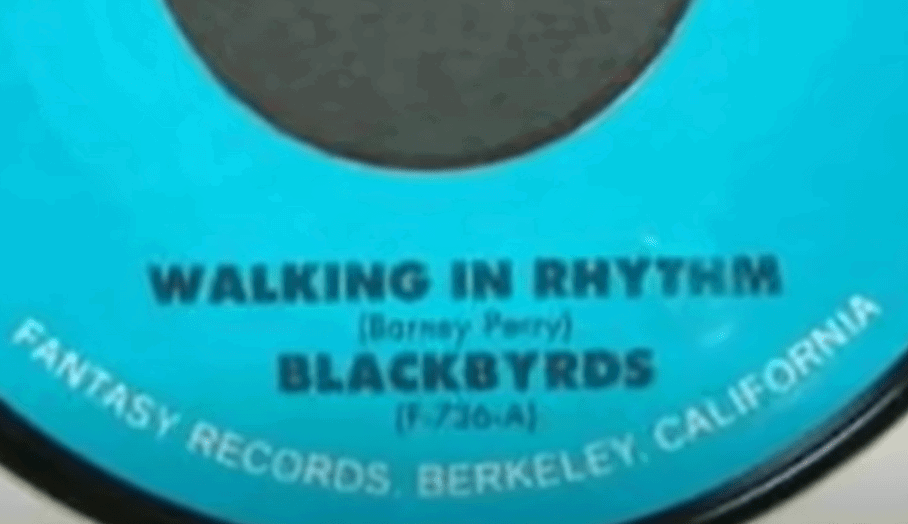 WALKING IN RHYTHM
(Barney Perry)
BLACKBYRDS
(F-736-A)
FANTASY RECORDS, BERKELEY, CALIFORNIA